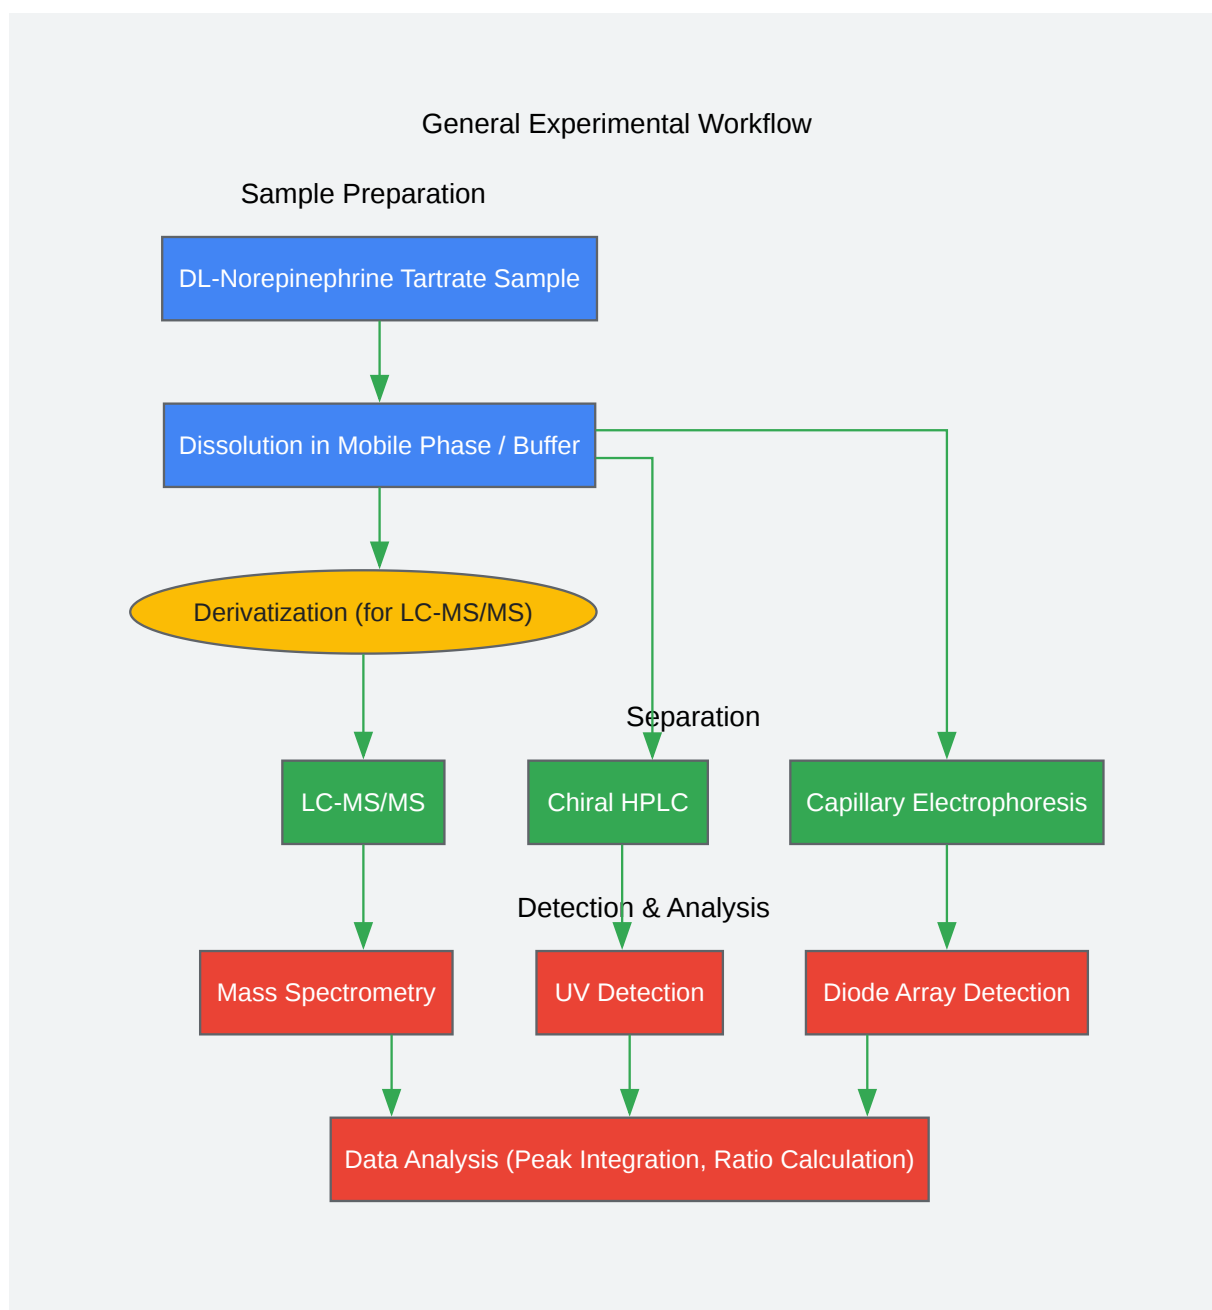 General Experimental Workflow
Sample Preparation
DL-Norepinephrine Tartrate Sample
Dissolution in Mobile Phase / Buffer
Derivatization (for LC-MS/MS)
Separation
LC-MS/MS
Chiral HPLC
Capillary Electrophoresis
Detection & Analysis
Mass Spectrometry
UV Detection
Diode Array Detection
Data Analysis (Peak Integration, Ratio Calculation)